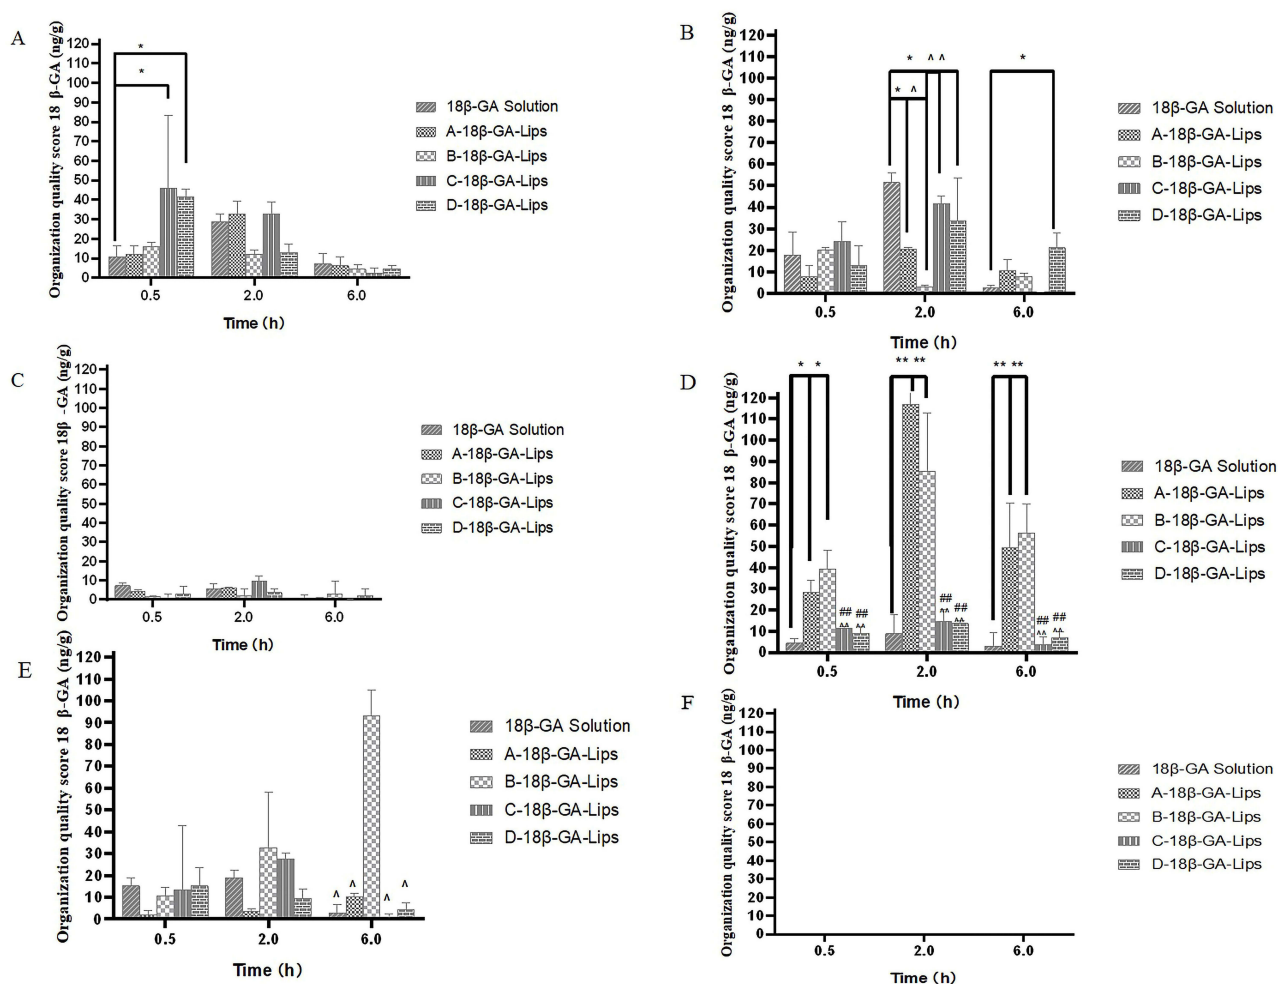 A
Organization quality score 18 β-GA (ng/g)
120
110
100
90
80
70
60
50
40
30
20
10
0
*
*
0.5
2.0
6.0
Time (h)
18β-GA Solution
A-18β-GA-Lips
B-18β-GA-Lips
C-18β-GA-Lips
D-18β-GA-Lips
B
Organization quality score 18 β-GA (ng/g)
120
110
100
90
80
70
60
50
40
30
20
10
0
* ^ ^
* ^
*
0.5
2.0
6.0
Time (h)
18β-GA Solution
A-18β-GA-Lips
B-18β-GA-Lips
C-18β-GA-Lips
D-18β-GA-Lips
C
Organization quality score 18β -GA (ng/g)
120
110
100
90
80
70
60
50
40
30
20
10
0
0.5
2.0
6.0
Time (h)
18β-GA Solution
A-18β-GA-Lips
B-18β-GA-Lips
C-18β-GA-Lips
D-18β-GA-Lips
D
Organization quality score 18 β-GA (ng/g)
120
110
100
90
80
70
60
50
40
30
20
10
0
* *
** **
** **
## ##
^^ ^^
## ##
^^ ^^
## ##
^^ ^^
0.5
2.0
6.0
Time (h)
18β-GA Solution
A-18β-GA-Lips
B-18β-GA-Lips
C-18β-GA-Lips
D-18β-GA-Lips
E
Organization quality score 18 β-GA (ng/g)
120
110
100
90
80
70
60
50
40
30
20
10
0
^ ^ ^ ^
0.5
2.0
6.0
Time (h)
18β-GA Solution
A-18β-GA-Lips
B-18β-GA-Lips
C-18β-GA-Lips
D-18β-GA-Lips
F
Organization quality score 18 β-GA (ng/g)
120
110
100
90
80
70
60
50
40
30
20
10
0
0.5
2.0
6.0
Time (h)
18β-GA Solution
A-18β-GA-Lips
B-18β-GA-Lips
C-18β-GA-Lips
D-18β-GA-Lips